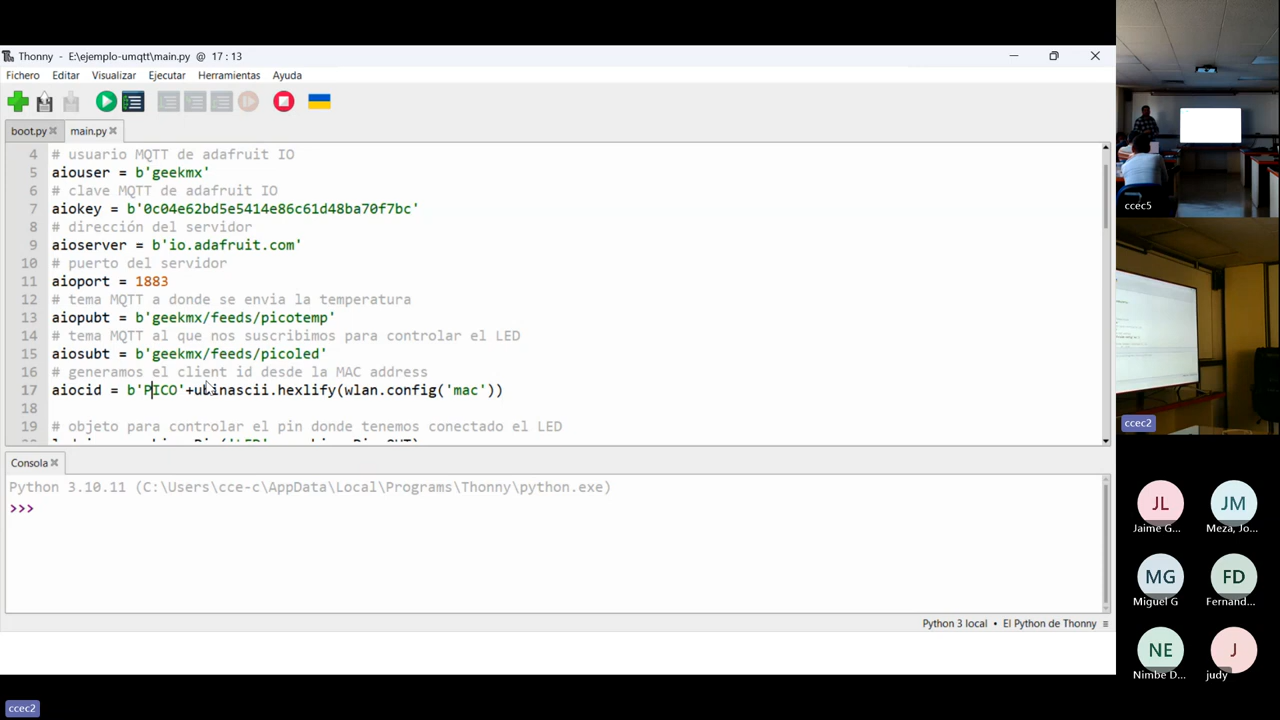 Thonny - E:\ejemplo-umqtt\main.py @ 17 : 13
Fichero Editar Visualizar Ejecutar Herramientas Ayuda
boot.py main.py
4 # usuario MQTT de adafruit IO
5 aiouser = b'geekmx'
6 # clave MQTT de adafruit IO
7 aiokey = b'0c04e62bd5e5414e86c61d48ba70f7bc'
8 # dirección del servidor
9 aioserver = b'io.adafruit.com'
10 # puerto del servidor
11 aioport = 1883
12 # tema MQTT a donde se envia la temperatura
13 aiopubt = b'geekmx/feeds/picotemp'
14 # tema MQTT al que nos suscribimos para controlar el LED
15 aiosubt = b'geekmx/feeds/picoled'
16 # generamos el client id desde la MAC address
17 aiocid = b'PICO'+ubinascii.hexlify(wlan.config('mac'))
18
19 # objeto para controlar el pin donde tenemos conectado el LED
Consola
Python 3.10.11 (C:\Users\cce-c\AppData\Local\Programs\Thonny\python.exe)
>>>
Python 3 local • El Python de Thonny ≡
ccec5
ccec2
JL JM
Jaime G... Meza, Jo...
MG FD
Miguel G Fernand...
NE J
Nimbe D... judy
ccec2